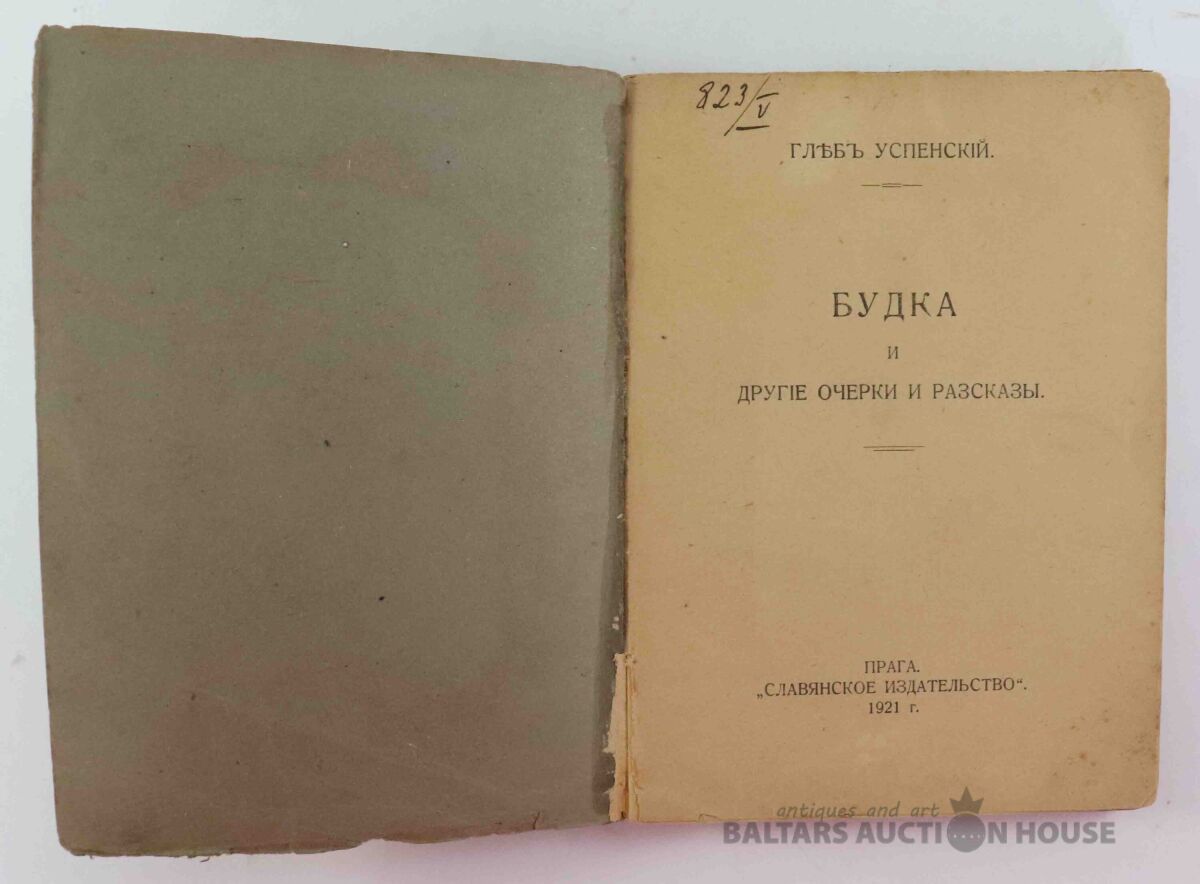 823/V
ГЛѢБЪ УСПЕНСКІЙ.
БУДКА
И
ДРУГІЕ ОЧЕРКИ И РАЗСКАЗЫ.
ПРАГА.
„СЛАВЯНСКОЕ ИЗДАТЕЛЬСТВО“.
1921 г.
antiques and art
BALTARS AUCTION HOUSE